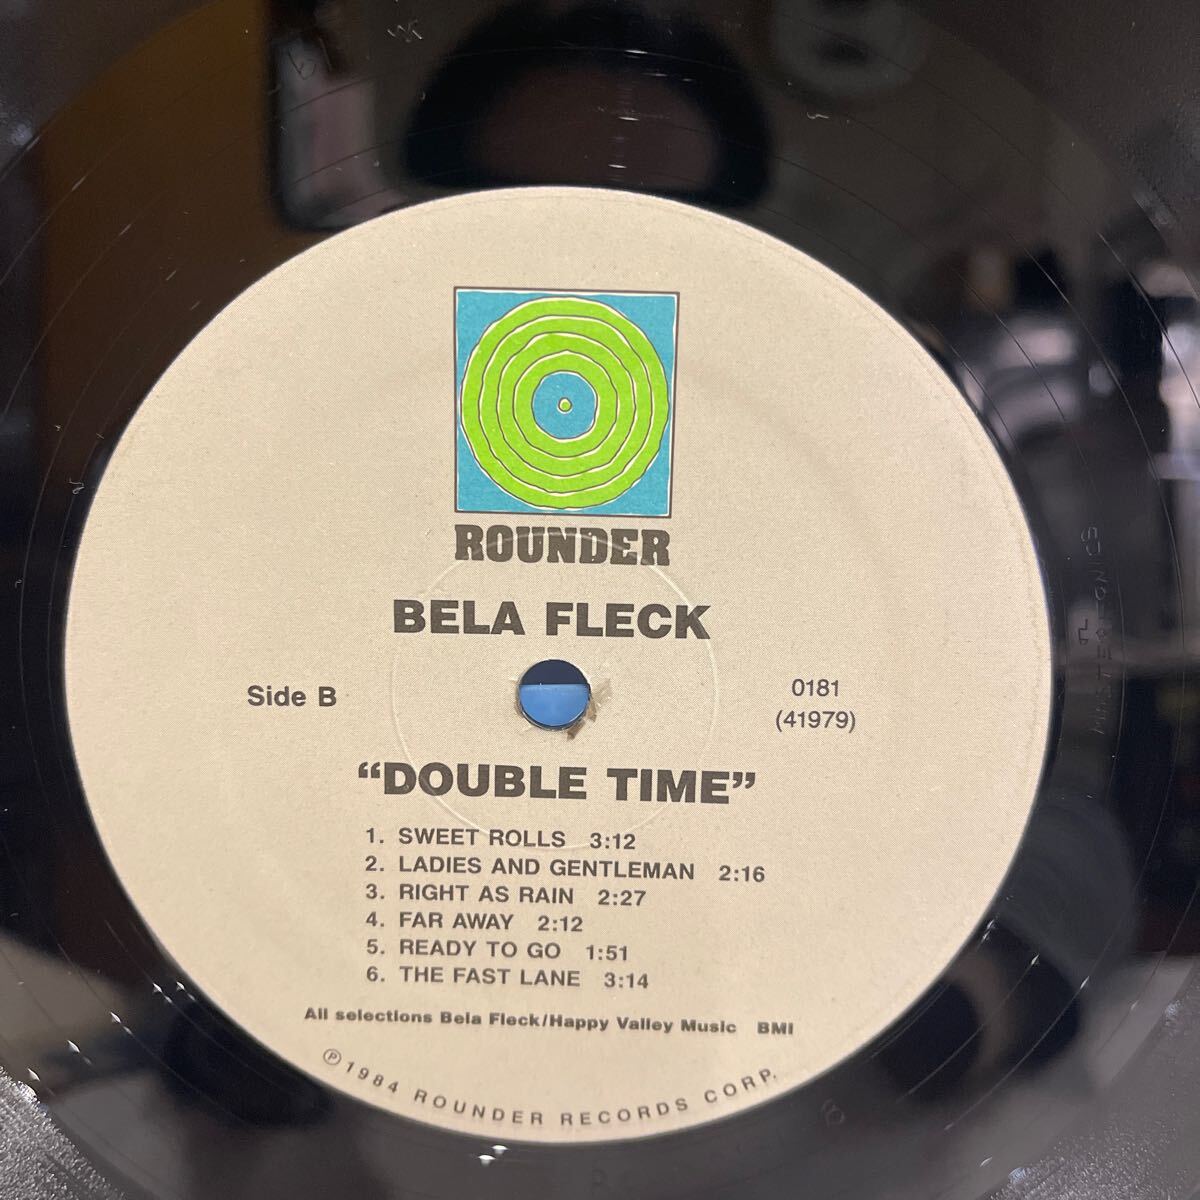 ROUNDER
BELA FLECK
Side B
0181
(41979)
“DOUBLE TIME”
1. SWEET ROLLS 3:12
2. LADIES AND GENTLEMAN 2:16
3. RIGHT AS RAIN 2:27
4. FAR AWAY 2:12
5. READY TO GO 1:51
6. THE FAST LANE 3:14
All selections Bela Fleck/Happy Valley Music BMI
℗1984 ROUNDER RECORDS CORP.